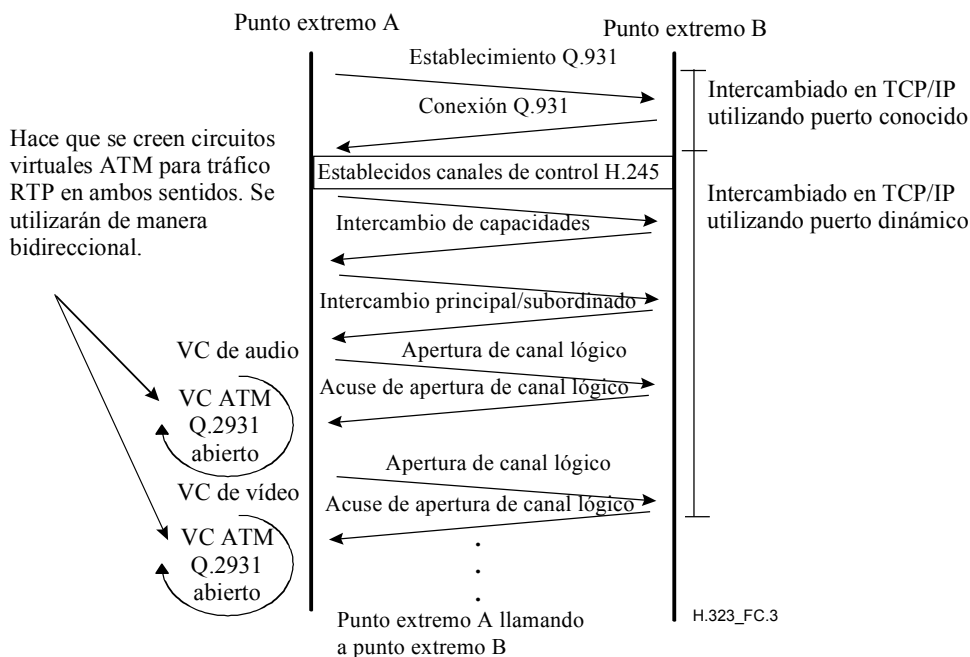 Punto extremo A
Punto extremo B
Establecimiento Q.931
Conexión Q.931
Intercambiado en TCP/IP
utilizando puerto conocido
Hace que se creen circuitos
virtuales ATM para tráfico
RTP en ambos sentidos. Se
utilizarán de manera
bidireccional.
Establecidos canales de control H.245
Intercambiado en TCP/IP
utilizando puerto dinámico
Intercambio de capacidades
Intercambio principal/subordinado
VC de audio
Apertura de canal lógico
Acuse de apertura de canal lógico
VC ATM
Q.2931
abierto
Apertura de canal lógico
VC de vídeo
Acuse de apertura de canal lógico
VC ATM
Q.2931
abierto
.
.
.
Punto extremo A llamando
a punto extremo B
H.323_FC.3